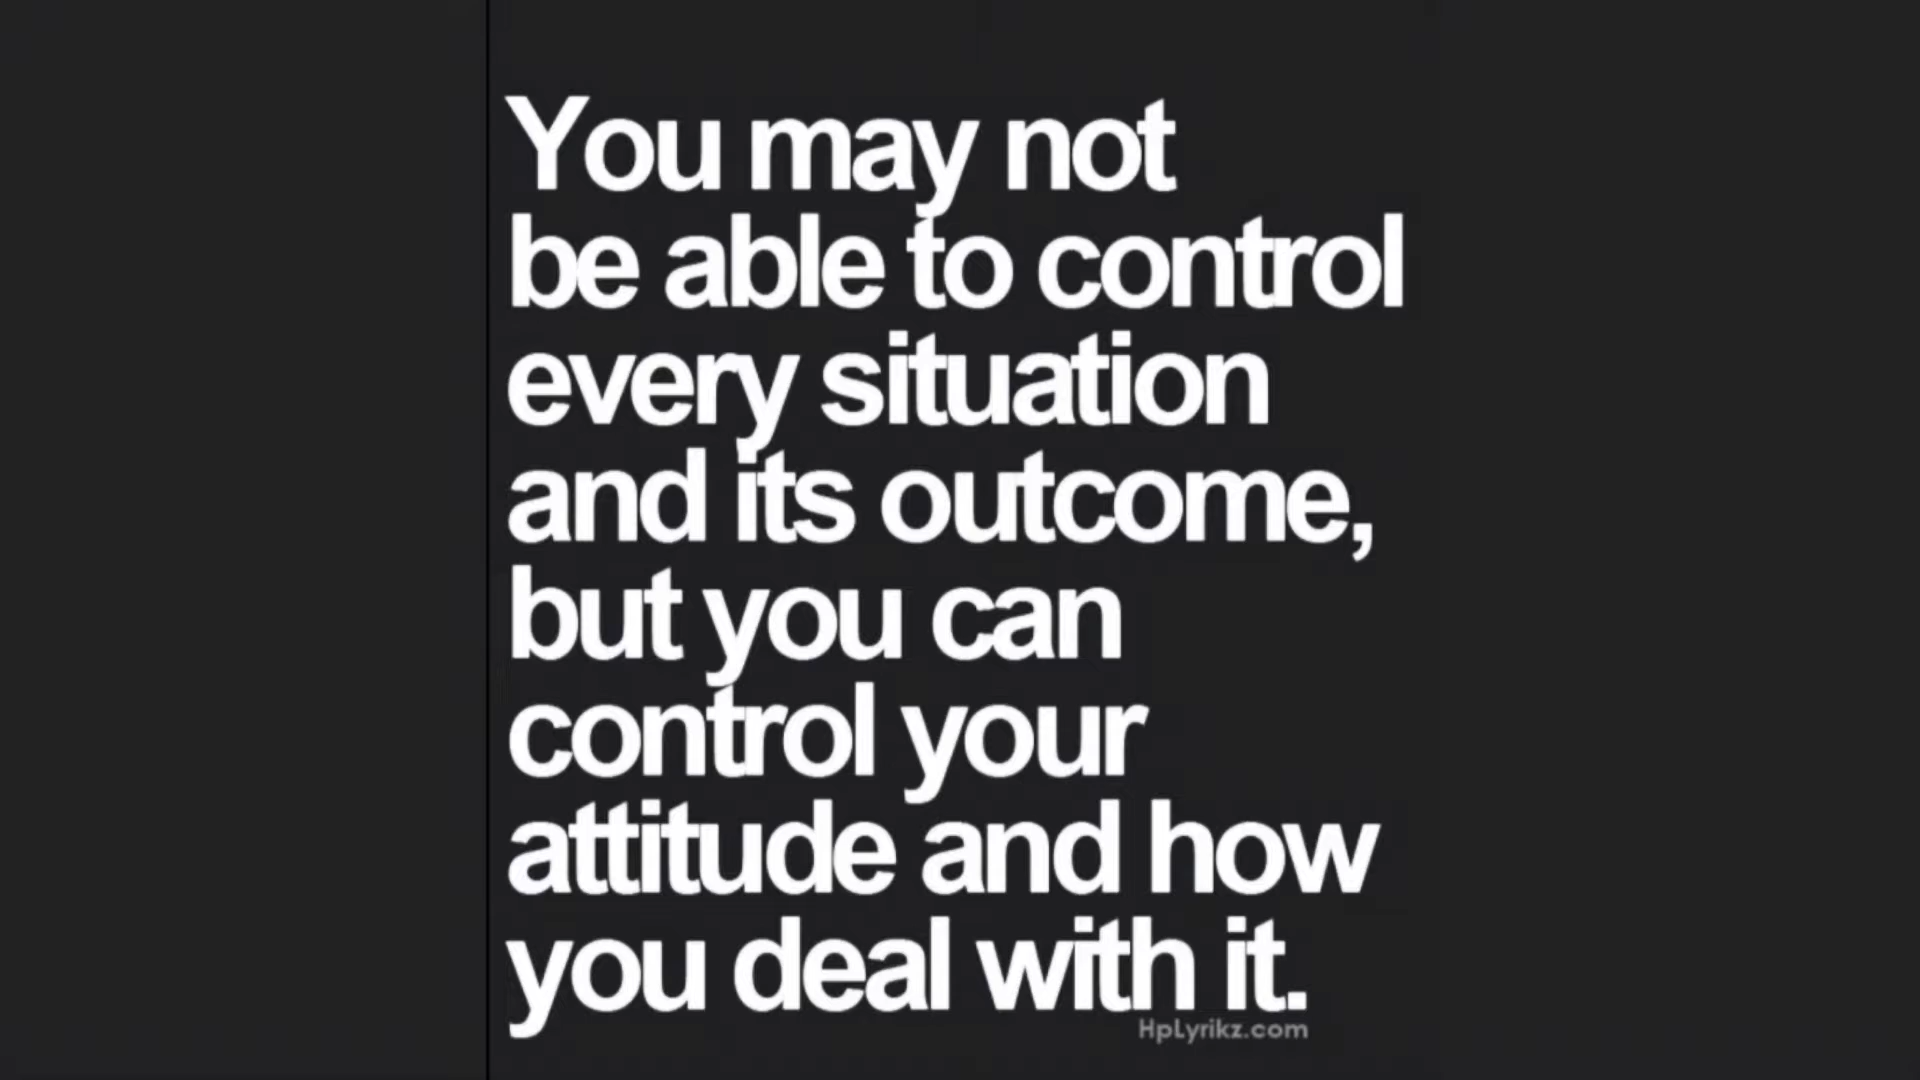 You may not
be able to control
every situation
and its outcome,
but you can
control your
attitude and how
you deal with it.
HpLyrikz.com